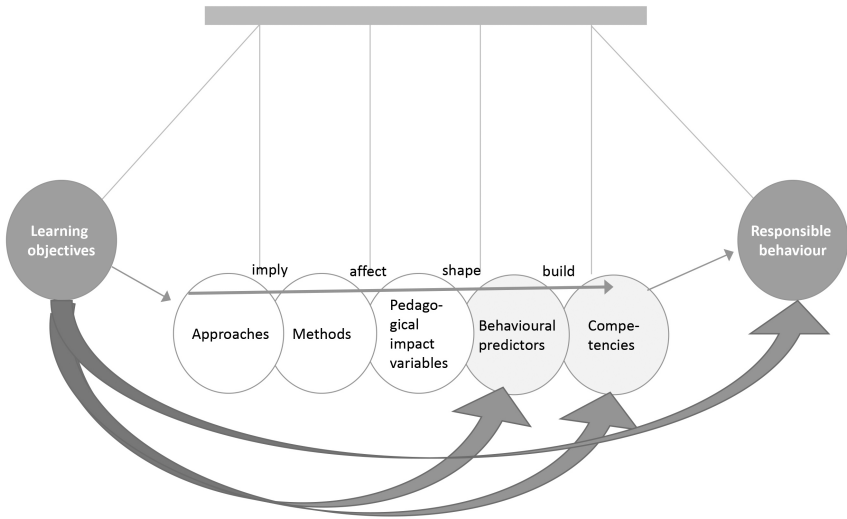 Learning
objectives
Responsible
behaviour
imply
affect
shape
build
Approaches
Methods
Pedago-
gical
impact
variables
Behavioural
predictors
Compe-
tencies